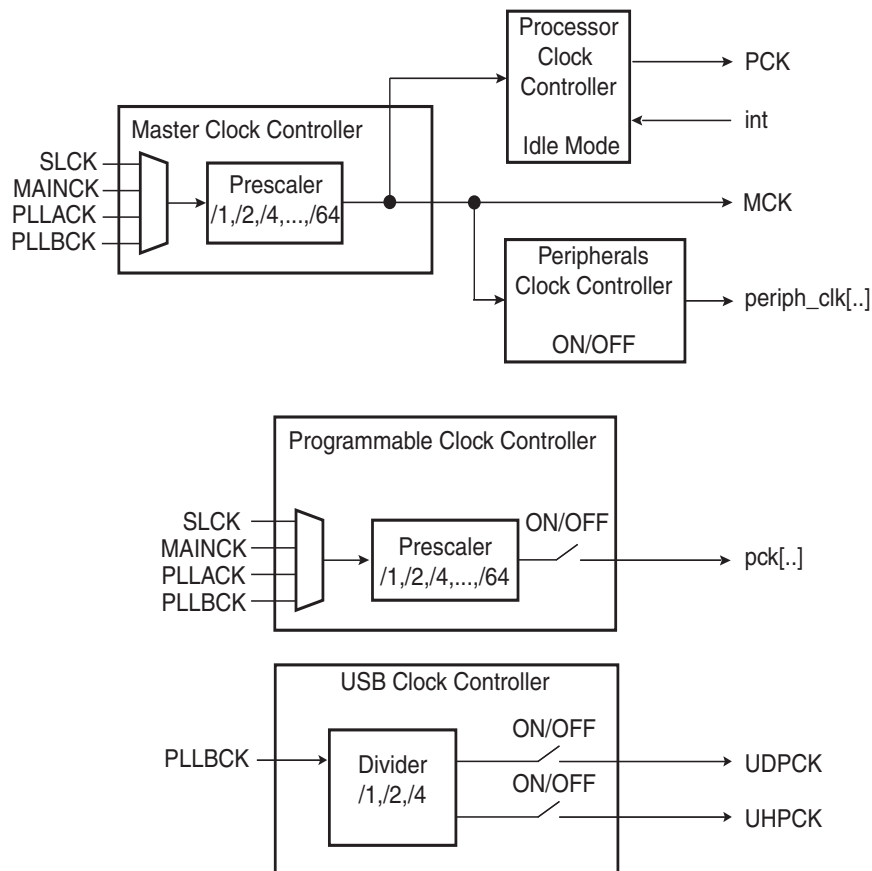 Processor
Clock
Controller
Idle Mode
PCK
int
Master Clock Controller
SLCK
MAINCK
PLLACK
PLLBCK
Prescaler
/1,/2,/4,...,/64
MCK
Peripherals
Clock Controller
ON/OFF
periph_clk[..]
Programmable Clock Controller
SLCK
MAINCK
PLLACK
PLLBCK
Prescaler
/1,/2,/4,...,/64
ON/OFF
pck[..]
USB Clock Controller
PLLBCK
Divider
/1,/2,/4
ON/OFF
UDPCK
ON/OFF
UHPCK